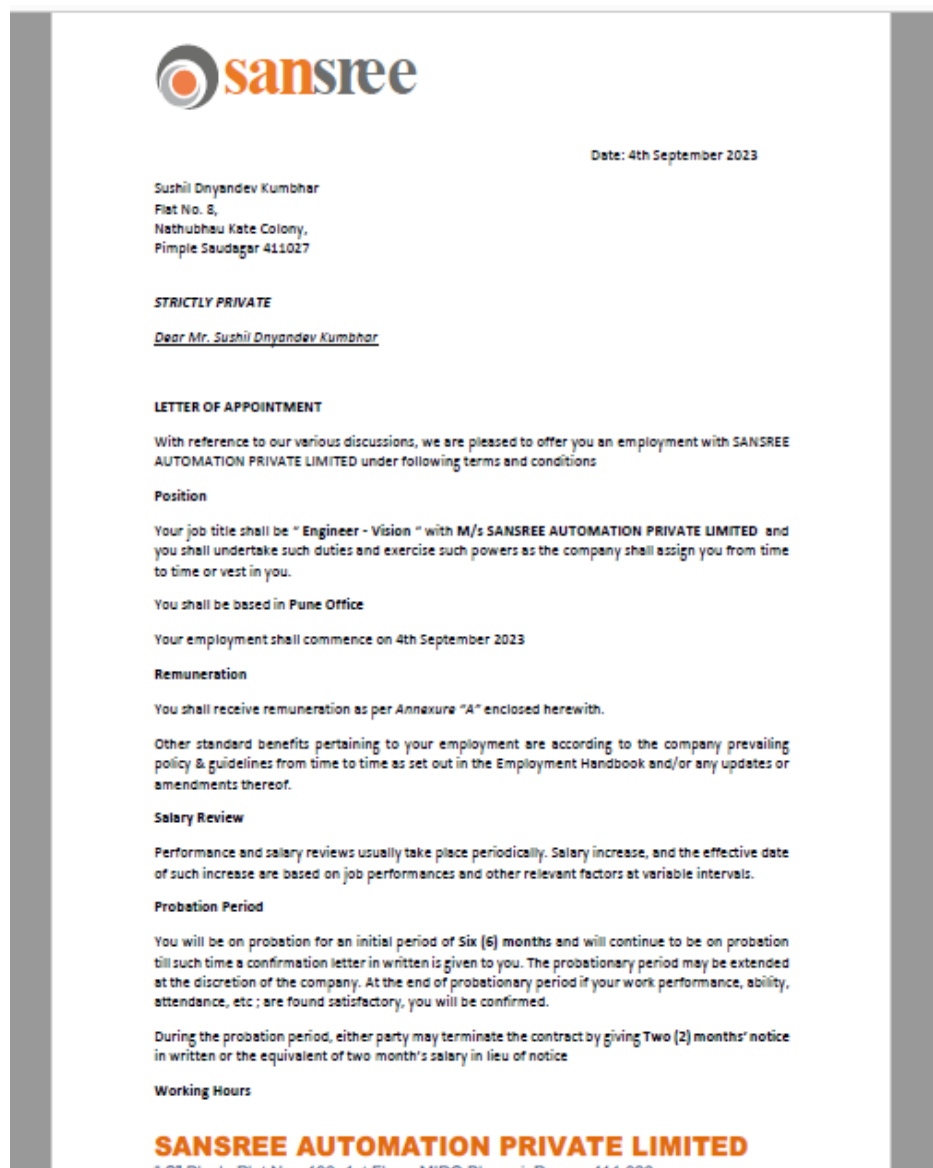 sansree
Date: 4th September 2023
Sushil Dnyandev Kumbhar
Flat No. 8,
Nathubhau Kate Colony,
Pimple Saudagar 411027
STRICTLY PRIVATE
Dear Mr. Sushil Dnyandev Kumbhar
LETTER OF APPOINTMENT
With reference to our various discussions, we are pleased to offer you an employment with SANSREE
AUTOMATION PRIVATE LIMITED under following terms and conditions
Position
Your job title shall be “ Engineer - Vision “ with M/s SANSREE AUTOMATION PRIVATE LIMITED and
you shall undertake such duties and exercise such powers as the company shall assign you from time
to time or vest in you.
You shall be based in Pune Office
Your employment shall commence on 4th September 2023
Remuneration
You shall receive remuneration as per Annexure “A” enclosed herewith.
Other standard benefits pertaining to your employment are according to the company prevailing
policy & guidelines from time to time as set out in the Employment Handbook and/or any updates or
amendments thereof.
Salary Review
Performance and salary reviews usually take place periodically. Salary increase, and the effective date
of such increase are based on job performances and other relevant factors at variable intervals.
Probation Period
You will be on probation for an initial period of Six (6) months and will continue to be on probation
till such time a confirmation letter in written is given to you. The probationary period may be extended
at the discretion of the company. At the end of probationary period if your work performance, ability,
attendance, etc ; are found satisfactory, you will be confirmed.
During the probation period, either party may terminate the contract by giving Two (2) months’ notice
in written or the equivalent of two month’s salary in lieu of notice
Working Hours
SANSREE AUTOMATION PRIVATE LIMITED